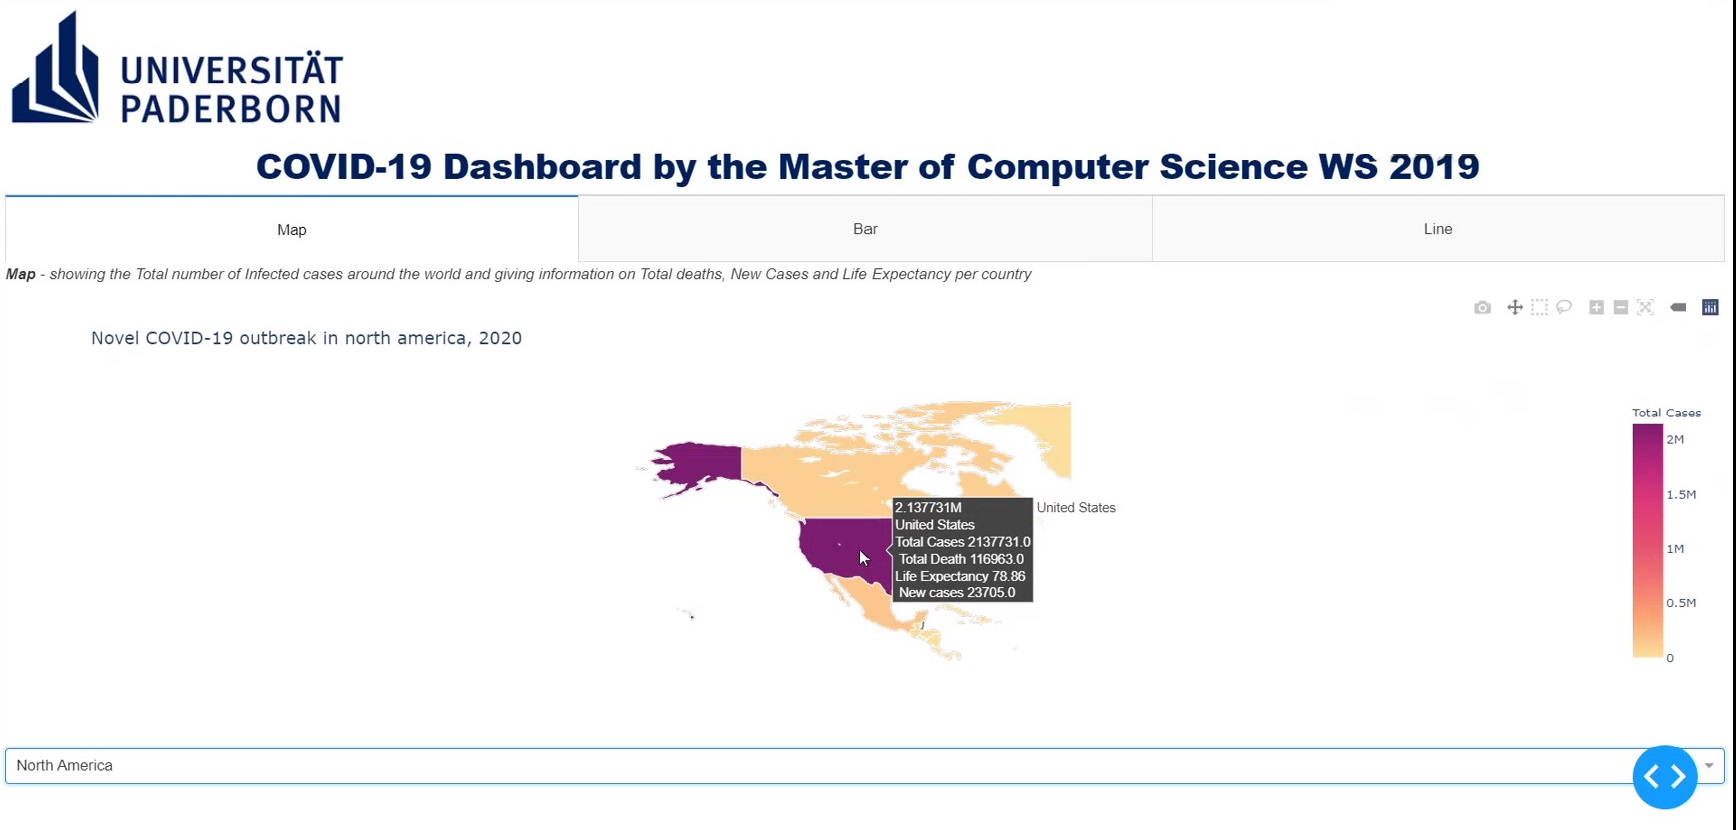 UNIVERSITÄT
PADERBORN
COVID-19 Dashboard by the Master of Computer Science WS 2019
Map
Bar
Line
Map - showing the Total number of Infected cases around the world and giving information on Total deaths, New Cases and Life Expectancy per country
Novel COVID-19 outbreak in north america, 2020
Total Cases
2M
1.5M
1M
0.5M
0
2.137731M
United States
United States
Total Cases 2137731.0
Total Death 116963.0
Life Expectancy 78.86
New cases 23705.0
North America